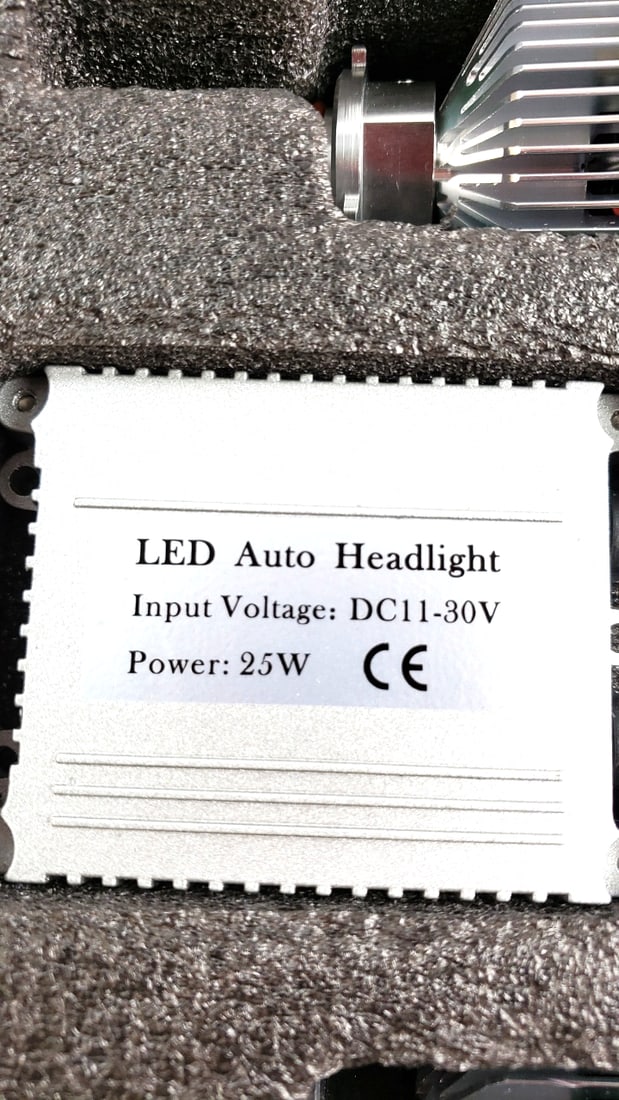 LED Auto Headlight
Input Voltage: DC11-30V
Power: 25W CE